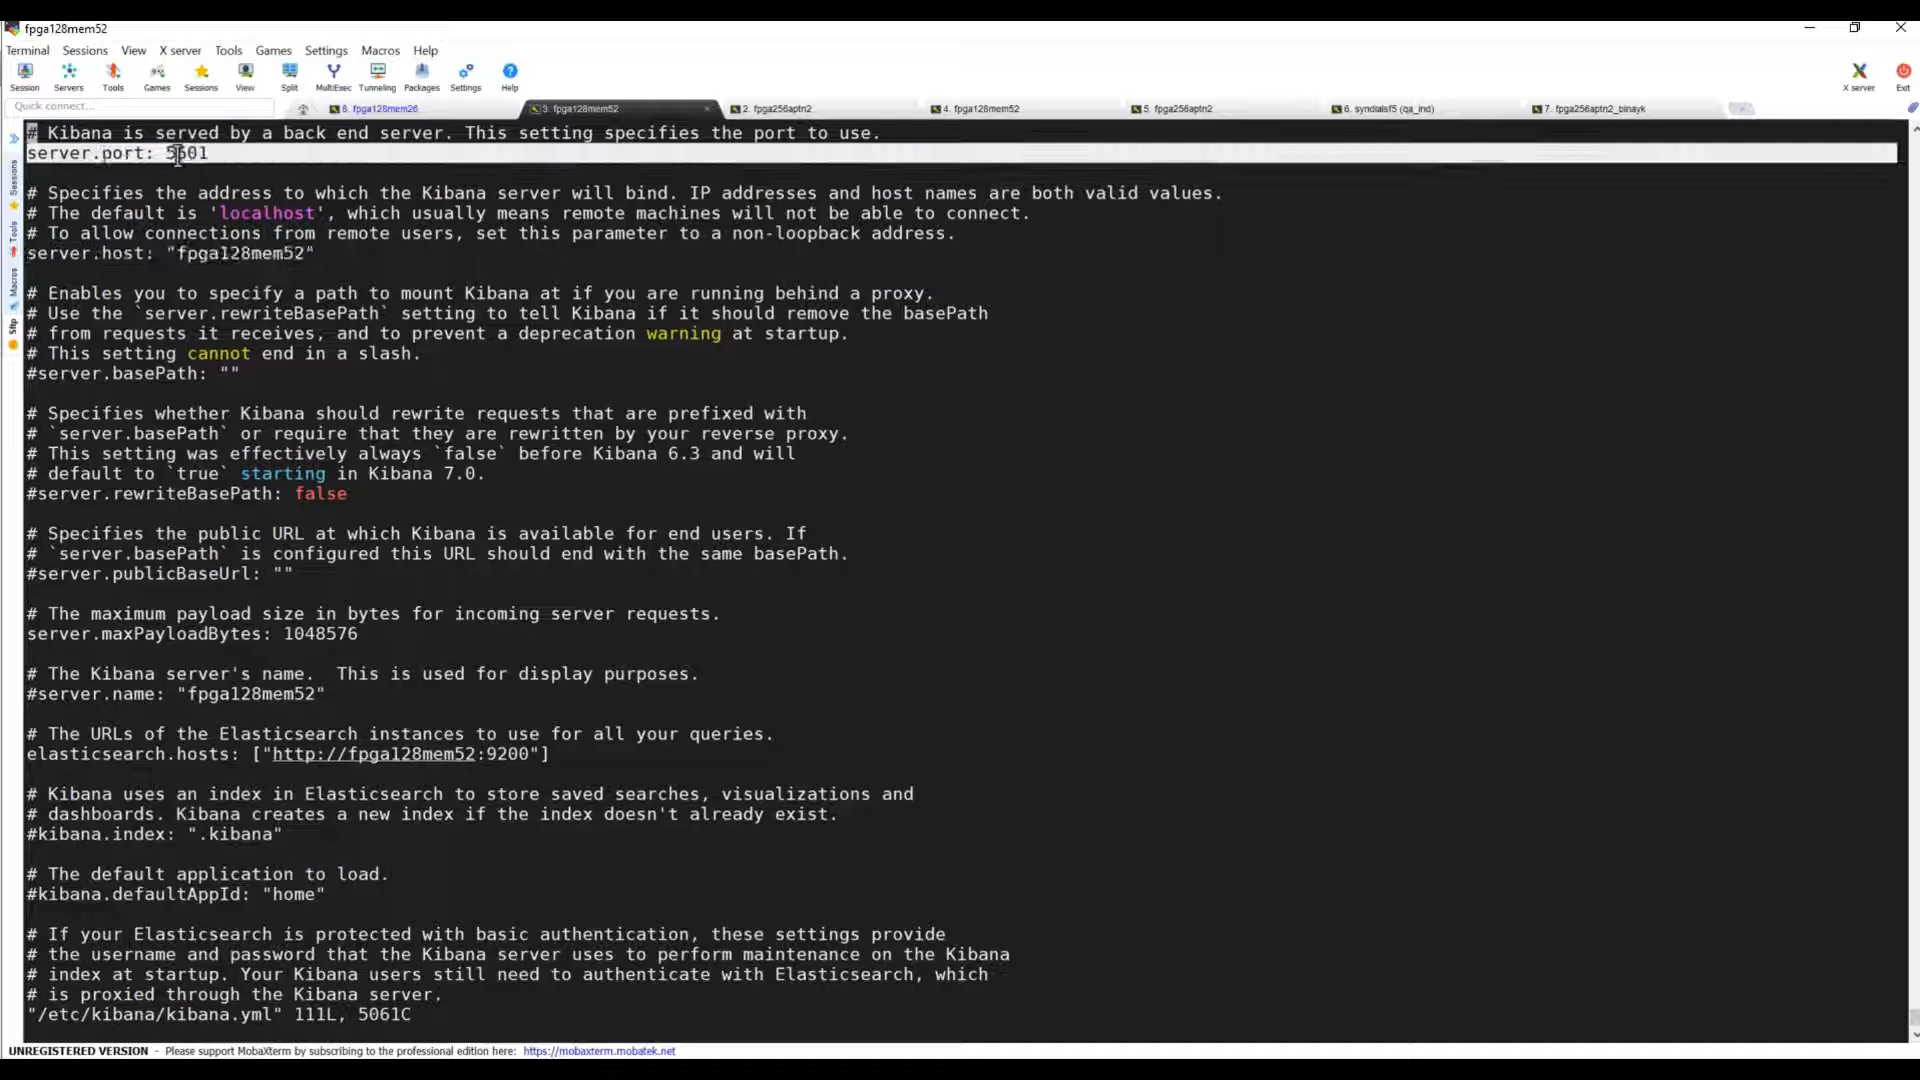 fpga128mem52
Terminal Sessions View X server Tools Games Settings Macros Help
Session Servers Tools Games Sessions View Split MultiExec Tunneling Packages Settings Help X server Exit
Quick connect... 8. fpga128mem26 3. fpga128mem52 2. fpga256aptn2 4. fpga128mem52 5. fpga256aptn2 6. syndialsf5 (qa_ind) 7. fpga256aptn2_binayk
Sessions
Tools
Macros
Sftp
# Kibana is served by a back end server. This setting specifies the port to use.
server.port: 5601
# Specifies the address to which the Kibana server will bind. IP addresses and host names are both valid values.
# The default is 'localhost', which usually means remote machines will not be able to connect.
# To allow connections from remote users, set this parameter to a non-loopback address.
server.host: "fpga128mem52"
# Enables you to specify a path to mount Kibana at if you are running behind a proxy.
# Use the `server.rewriteBasePath` setting to tell Kibana if it should remove the basePath
# from requests it receives, and to prevent a deprecation warning at startup.
# This setting cannot end in a slash.
#server.basePath: ""
# Specifies whether Kibana should rewrite requests that are prefixed with
# `server.basePath` or require that they are rewritten by your reverse proxy.
# This setting was effectively always `false` before Kibana 6.3 and will
# default to `true` starting in Kibana 7.0.
#server.rewriteBasePath: false
# Specifies the public URL at which Kibana is available for end users. If
# `server.basePath` is configured this URL should end with the same basePath.
#server.publicBaseUrl: ""
# The maximum payload size in bytes for incoming server requests.
server.maxPayloadBytes: 1048576
# The Kibana server's name.  This is used for display purposes.
#server.name: "fpga128mem52"
# The URLs of the Elasticsearch instances to use for all your queries.
elasticsearch.hosts: ["http://fpga128mem52:9200"]
# Kibana uses an index in Elasticsearch to store saved searches, visualizations and
# dashboards. Kibana creates a new index if the index doesn't already exist.
#kibana.index: ".kibana"
# The default application to load.
#kibana.defaultAppId: "home"
# If your Elasticsearch is protected with basic authentication, these settings provide
# the username and password that the Kibana server uses to perform maintenance on the Kibana
# index at startup. Your Kibana users still need to authenticate with Elasticsearch, which
# is proxied through the Kibana server.
"/etc/kibana/kibana.yml" 111L, 5061C
UNREGISTERED VERSION - Please support MobaXterm by subscribing to the professional edition here: https://mobaxterm.mobatek.net